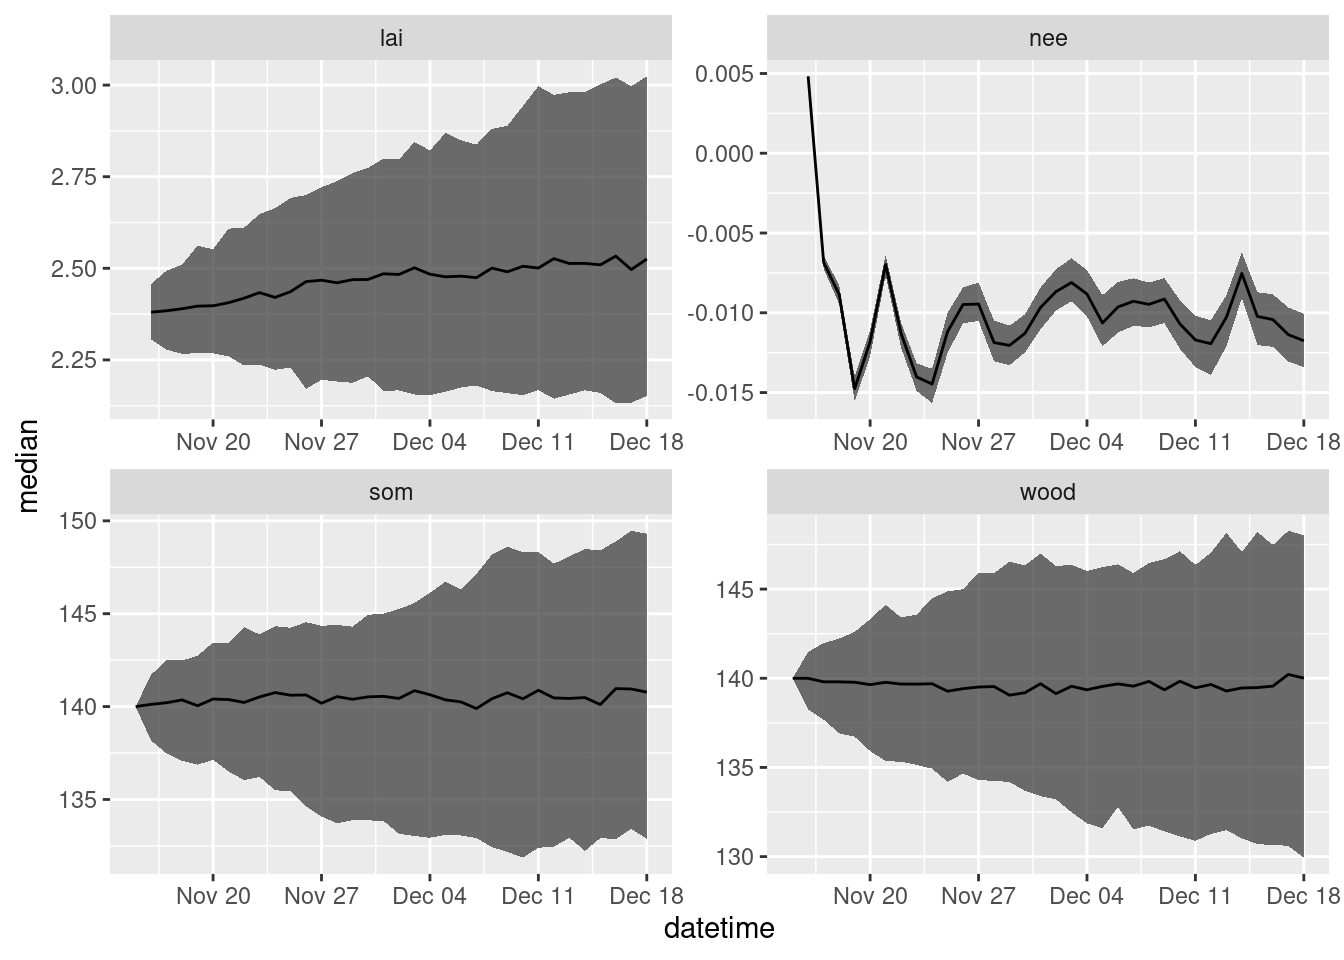 lai
nee
3.00
2.75
2.50
2.25
0.005
0.000
-0.005
-0.010
-0.015
Nov 20 Nov 27 Dec 04 Dec 11 Dec 18
Nov 20 Nov 27 Dec 04 Dec 11 Dec 18
median
som
wood
150
145
140
135
145
140
135
130
Nov 20 Nov 27 Dec 04 Dec 11 Dec 18
Nov 20 Nov 27 Dec 04 Dec 11 Dec 18
datetime